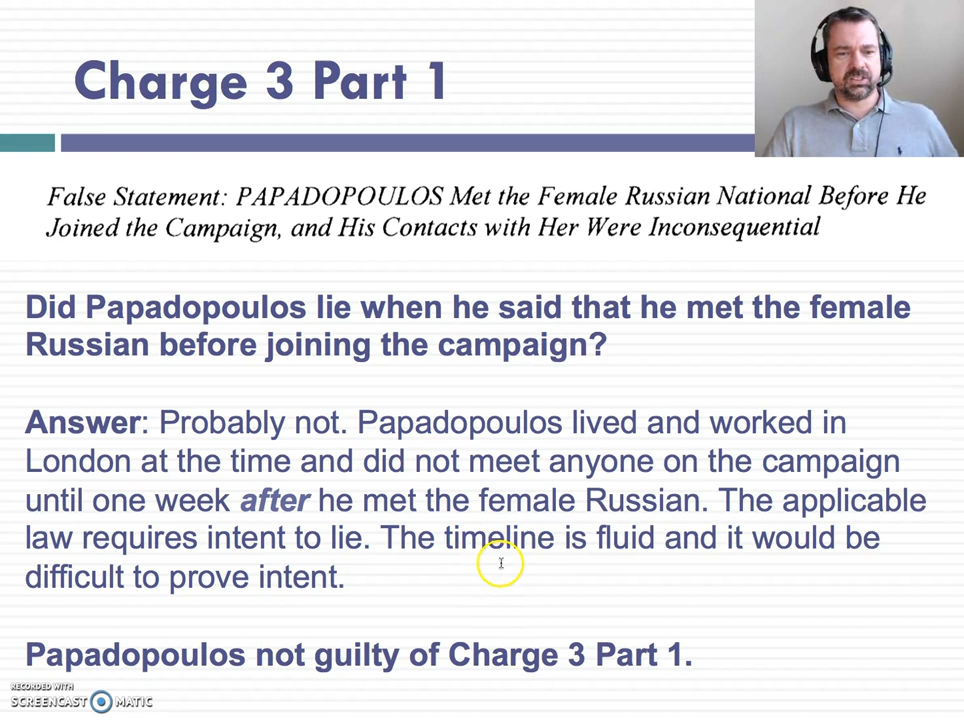 Charge 3 Part 1
False Statement: PAPADOPOULOS Met the Female Russian National Before He
Joined the Campaign, and His Contacts with Her Were Inconsequential
Did Papadopoulos lie when he said that he met the female
Russian before joining the campaign?
Answer: Probably not. Papadopoulos lived and worked in
London at the time and did not meet anyone on the campaign
until one week after he met the female Russian. The applicable
law requires intent to lie. The timeline is fluid and it would be
difficult to prove intent.
Papadopoulos not guilty of Charge 3 Part 1.
RECORDED WITH
SCREENCAST MATIC